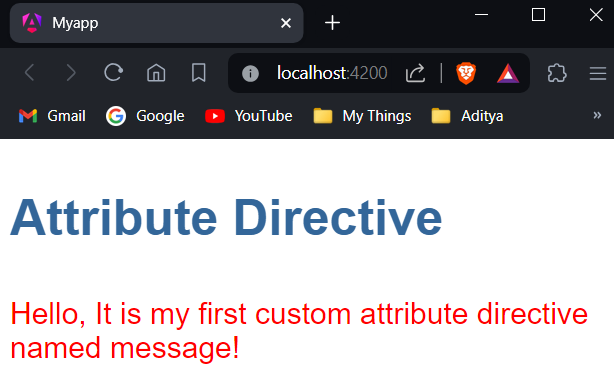 Myapp
localhost:4200
Gmail Google YouTube My Things Aditya »
Attribute Directive
Hello, It is my first custom attribute directive
named message!